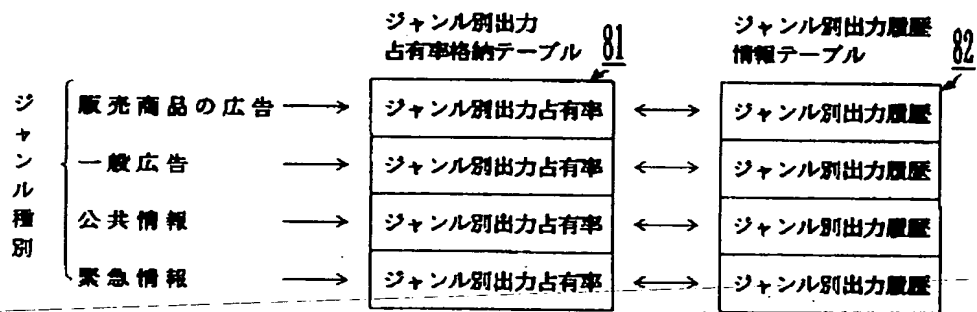 ジャンル別出力
占有率格納テーブル 81
ジャンル別出力履歴
情報テーブル 82
ジャンル種別
販売商品の広告
ジャンル別出力占有率
ジャンル別出力履歴
一般広告
ジャンル別出力占有率
ジャンル別出力履歴
公共情報
ジャンル別出力占有率
ジャンル別出力履歴
緊急情報
ジャンル別出力占有率
ジャンル別出力履歴